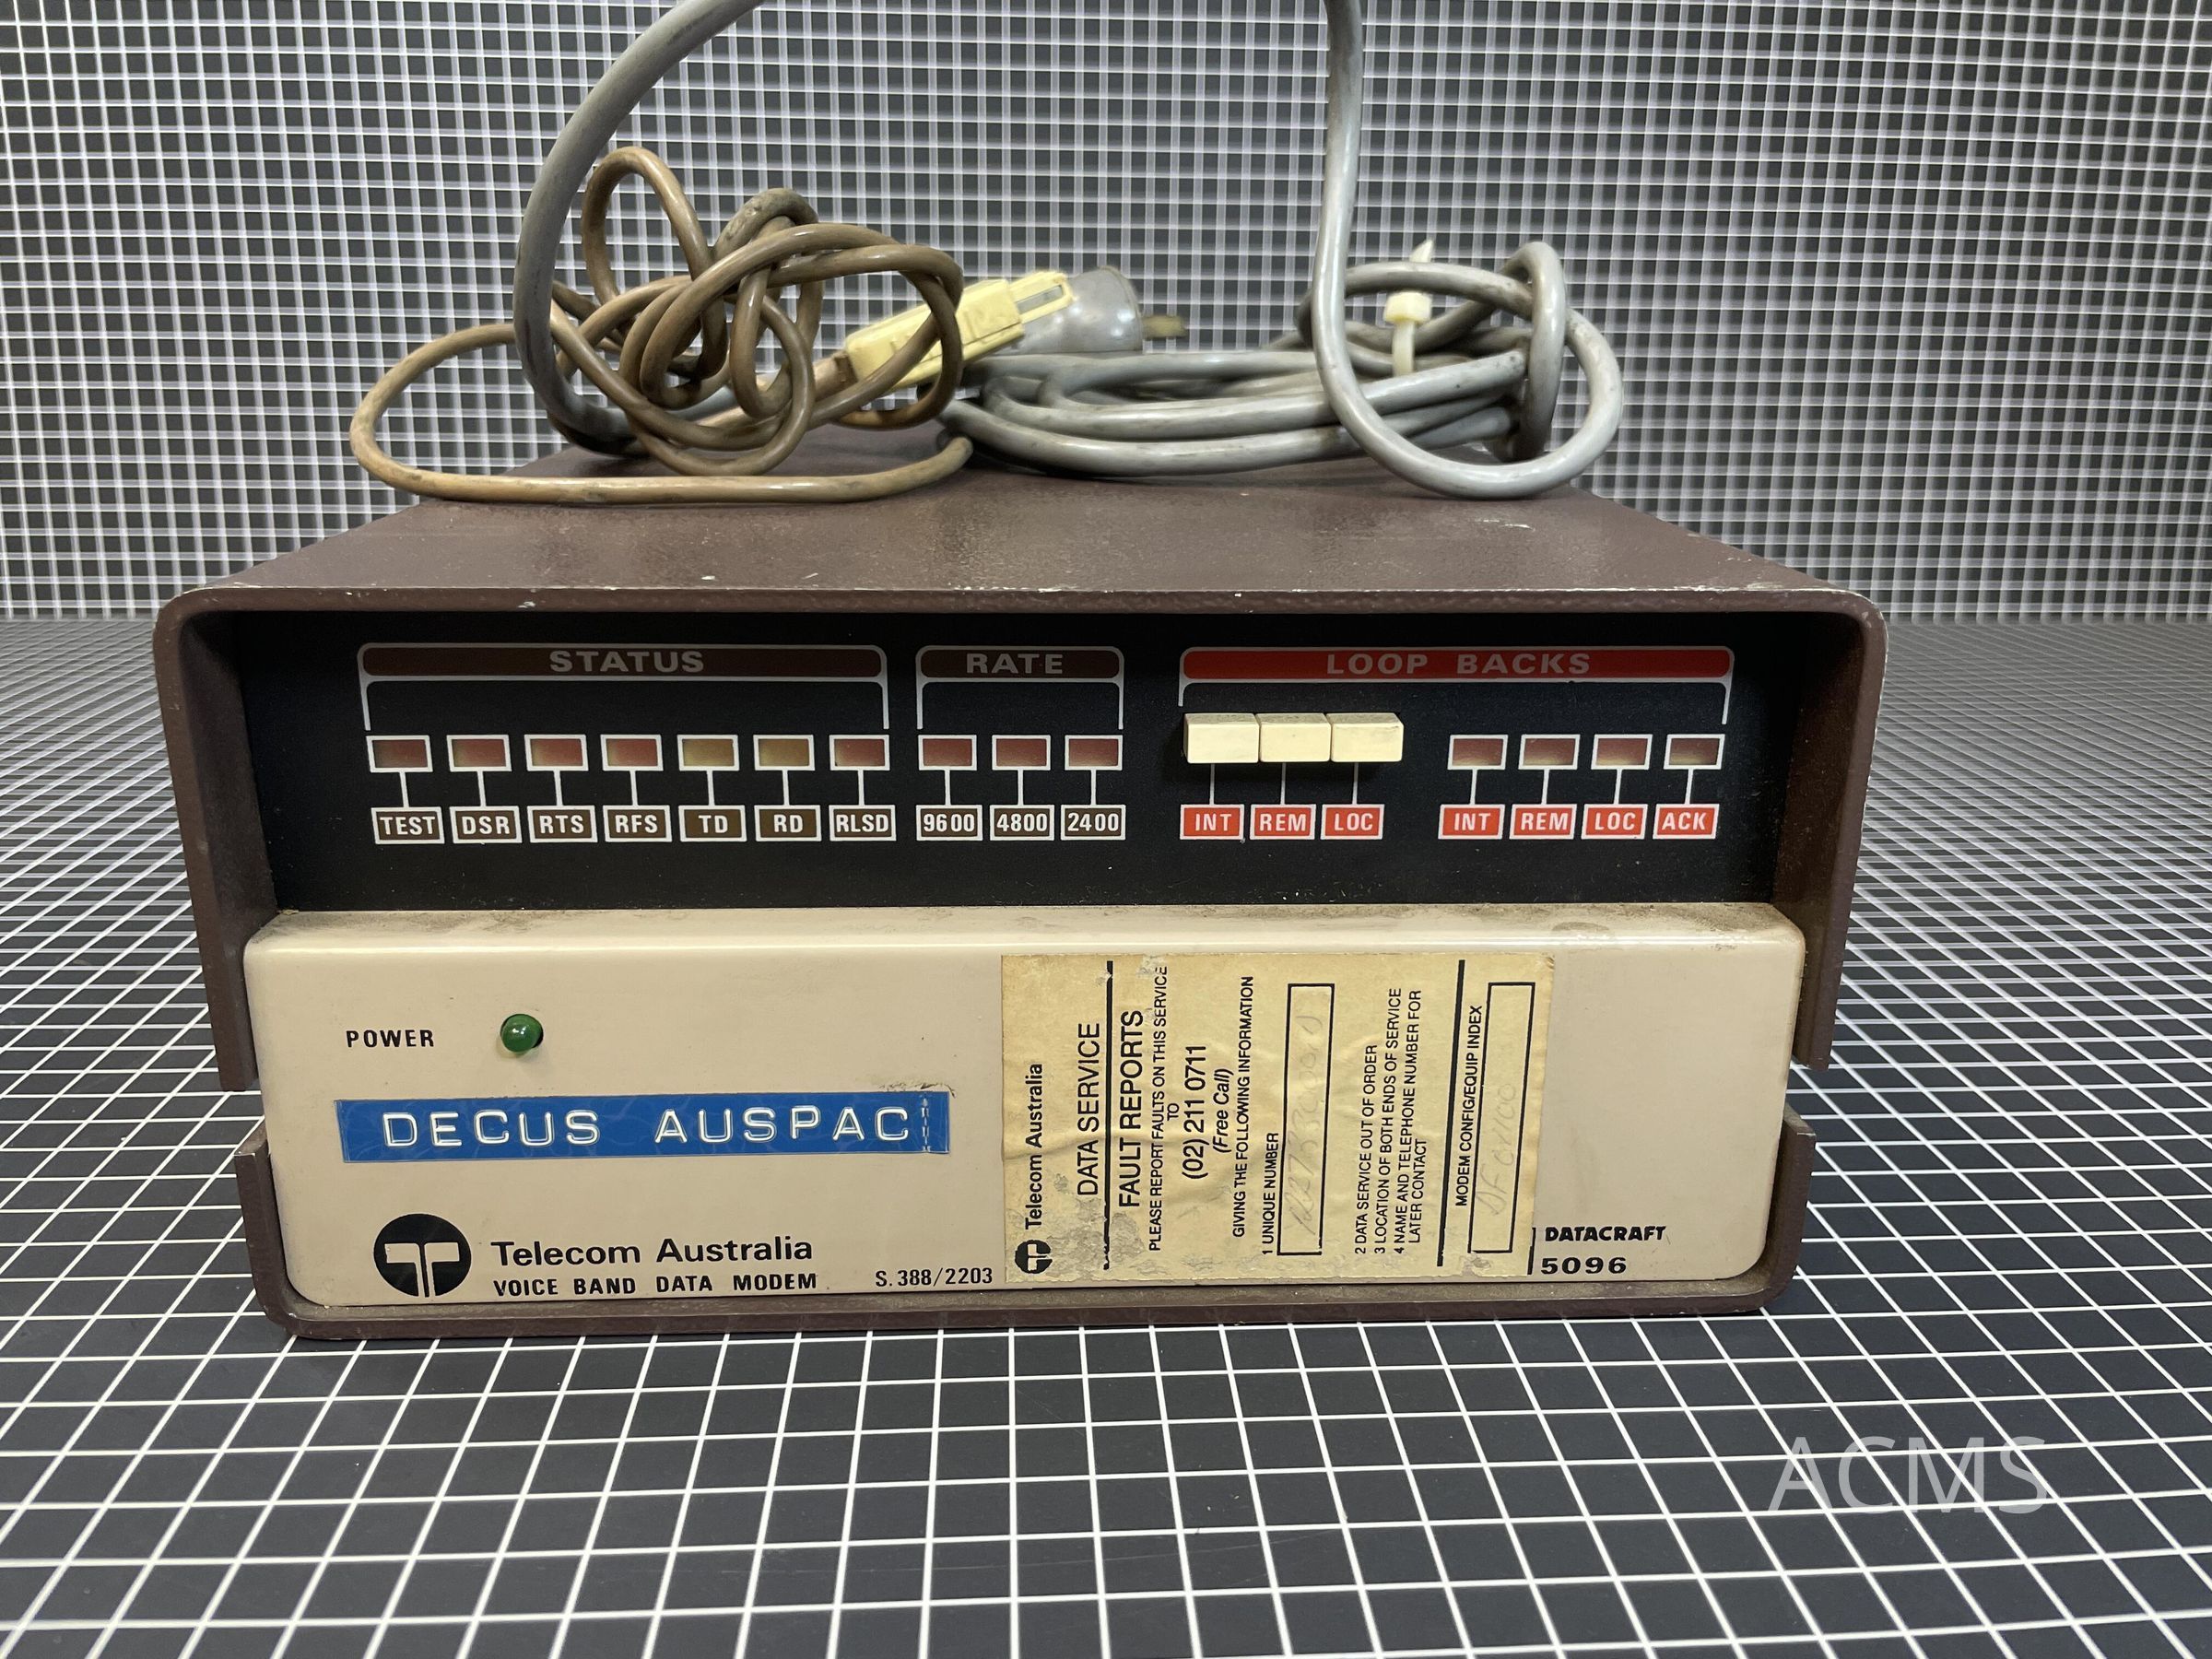 STATUS
RATE
LOOP BACKS
TEST DSR RTS RFS TD RD RLSD
9600 4800 2400
INT REM LOC
INT REM LOC ACK
POWER
DECUS AUSPAC
Telecom Australia
VOICE BAND DATA MODEM
S.388/2203
Telecom Australia
DATA SERVICE
FAULT REPORTS
PLEASE REPORT FAULTS ON THIS SERVICE
TO
(02) 211 0711
(Free Call)
GIVING THE FOLLOWING INFORMATION
1 UNIQUE NUMBER
2 DATA SERVICE OUT OF ORDER
3 LOCATION OF BOTH ENDS OF SERVICE
4 NAME AND TELEPHONE NUMBER FOR
LATER CONTACT
MODEM CONFIG/EQUIP INDEX
DATACRAFT
5096
ACMS